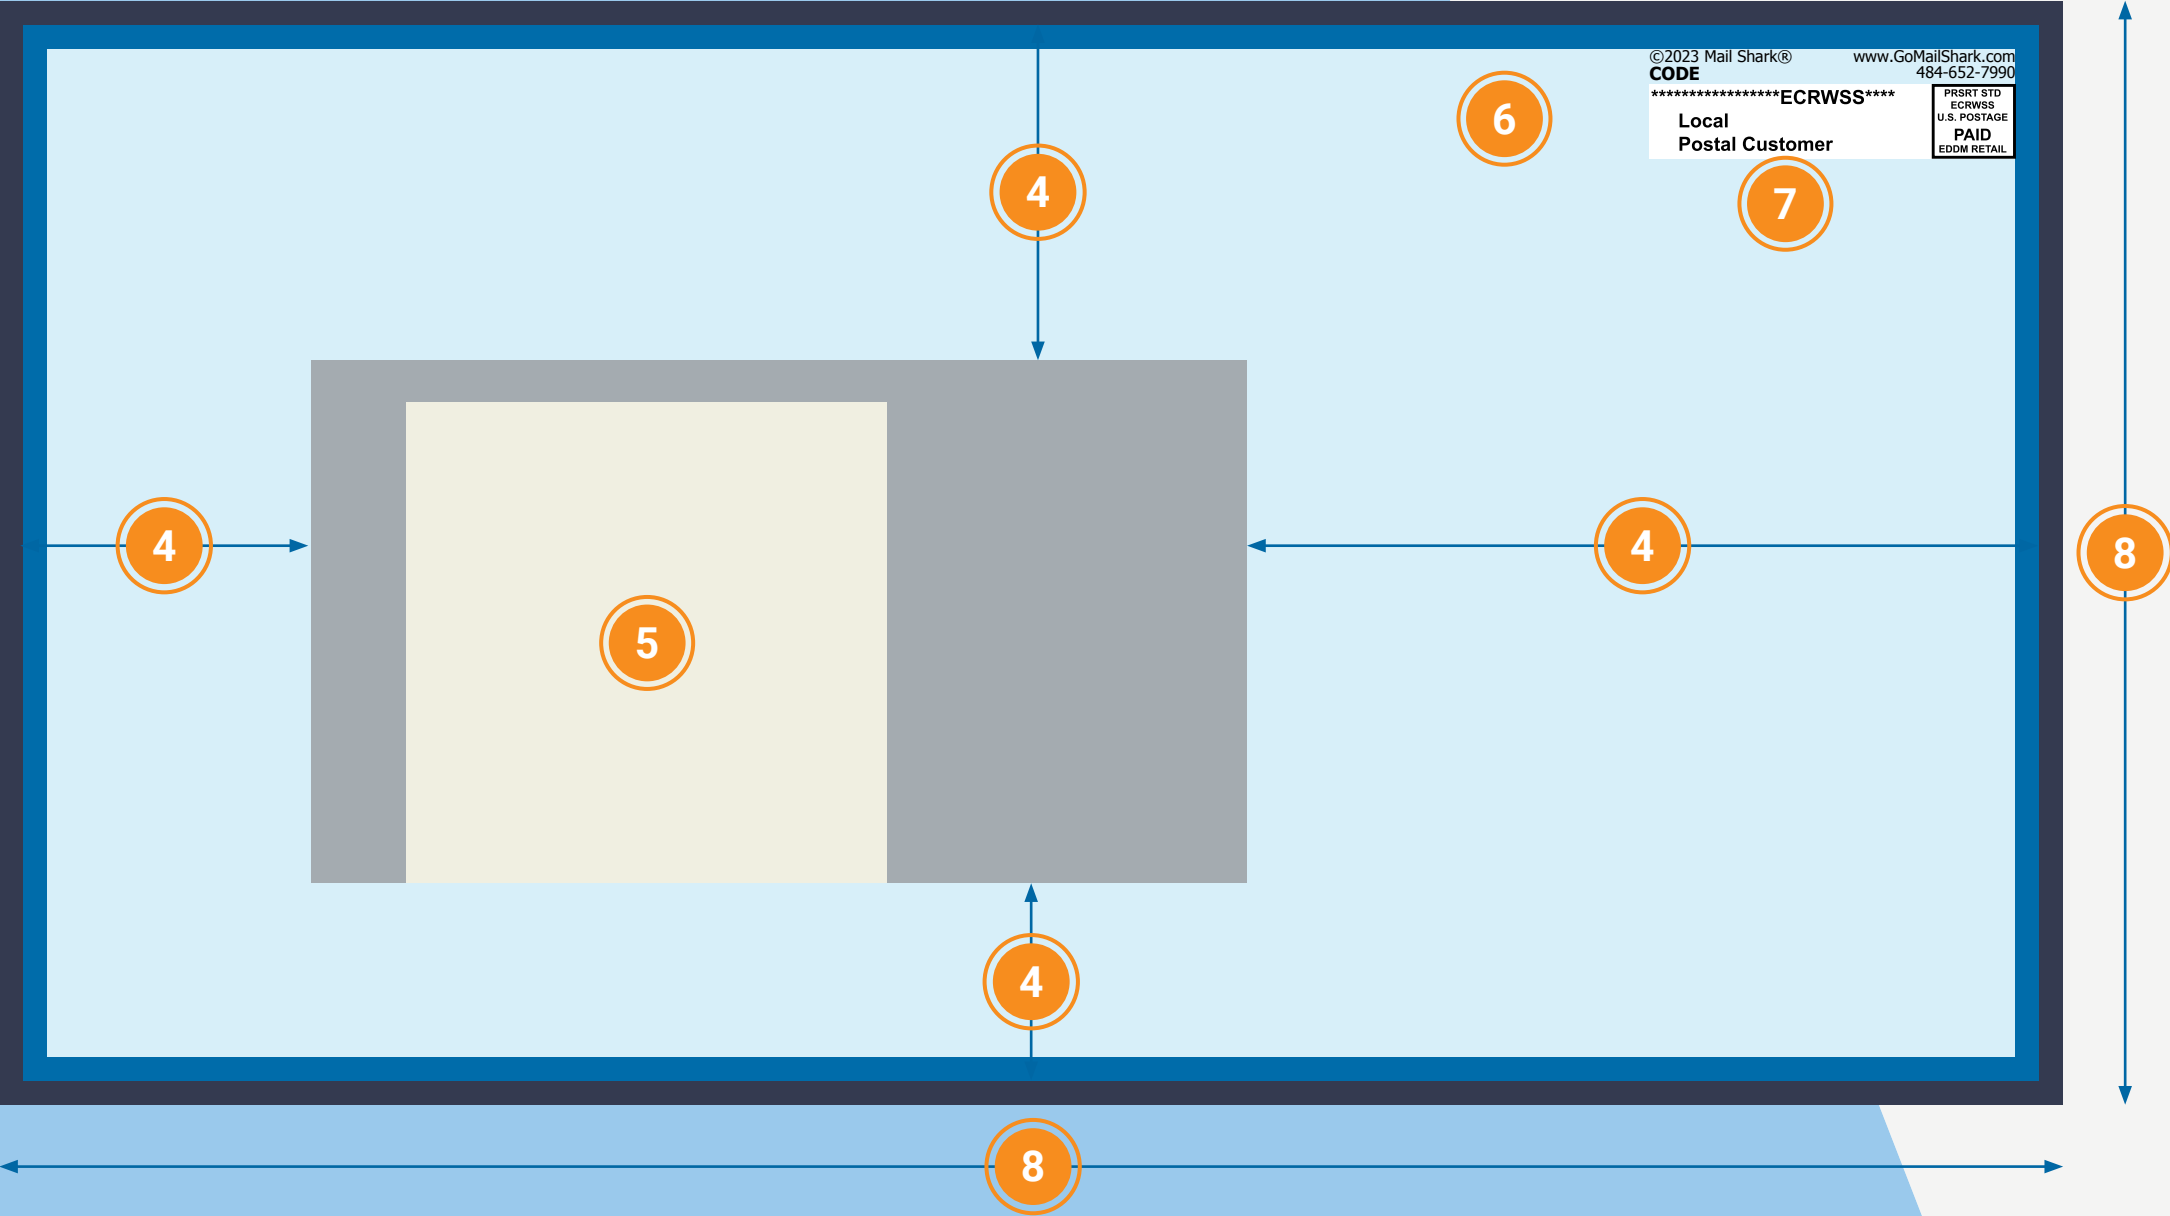 ©2023 Mail Shark® www.GoMailShark.com
CODE 484-652-7990
*****************ECRWSS****
Local
Postal Customer
PRSRT STD
ECRWSS
U.S. POSTAGE
PAID
EDDM RETAIL
6
4
7
4
4
8
5
4
8